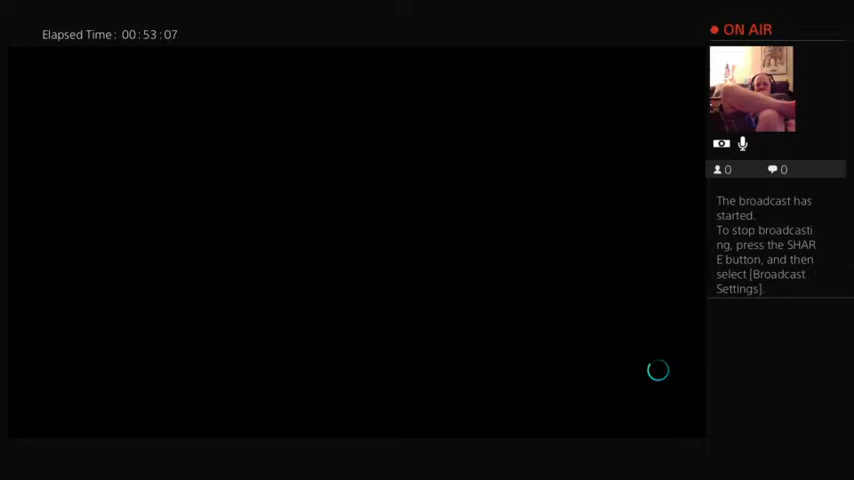 Elapsed Time: 00:53:07
ON AIR
0 0
The broadcast has
started.
To stop broadcasti
ng, press the SHAR
E button, and then
select [Broadcast
Settings].